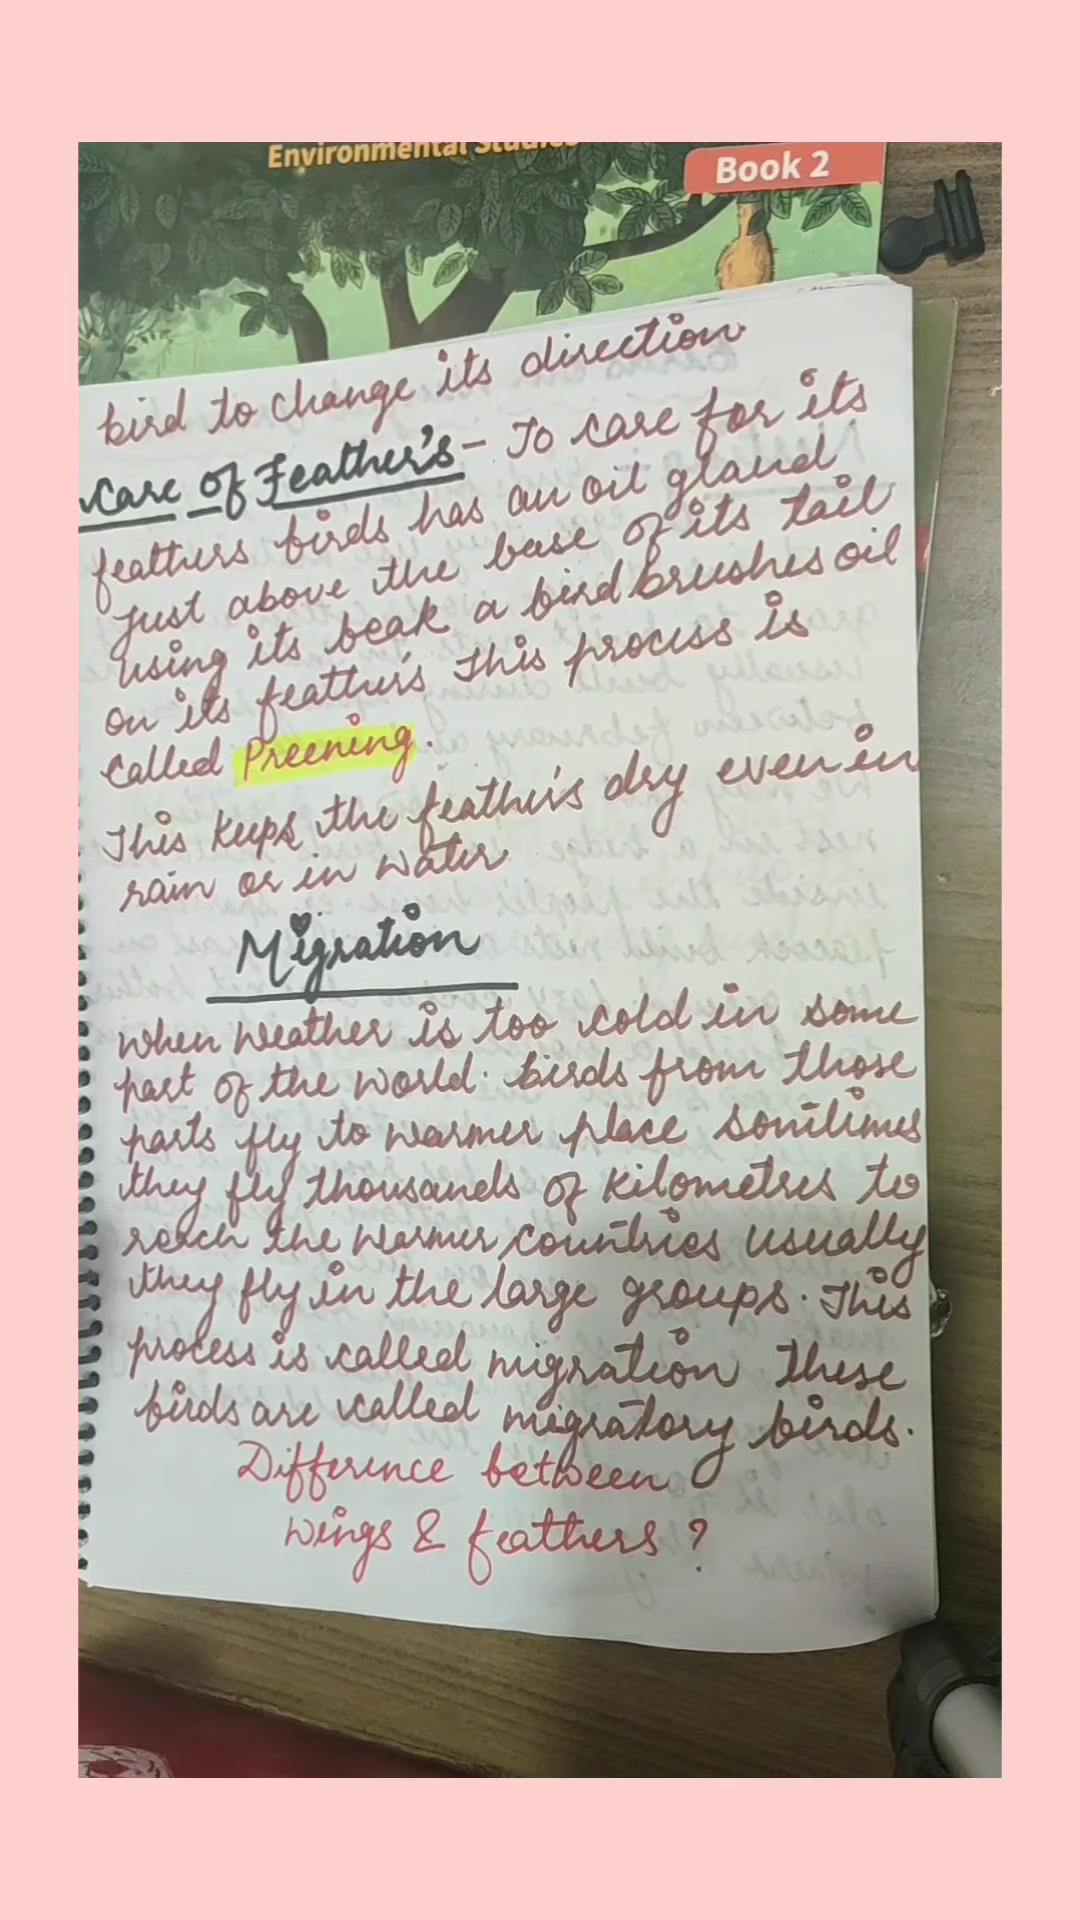 Environmental Studies
Book 2
bird to change its direction
Care of Feather's - To care for its
feathers birds has an oil gland
just above the base of its tail
using its beak a bird brushes oil
on its feather's This process is
called Preening.
This keeps the feather's dry even in
rain or in water
Migration
when weather is too cold in some
part of the world. birds from those
parts fly to warmer place sometimes
they fly thousands of kilometres to
reach the warmer countries usually
they fly in the large groups. This
process is called migration These
birds are called migratory birds.
Difference between
wings & feathers?